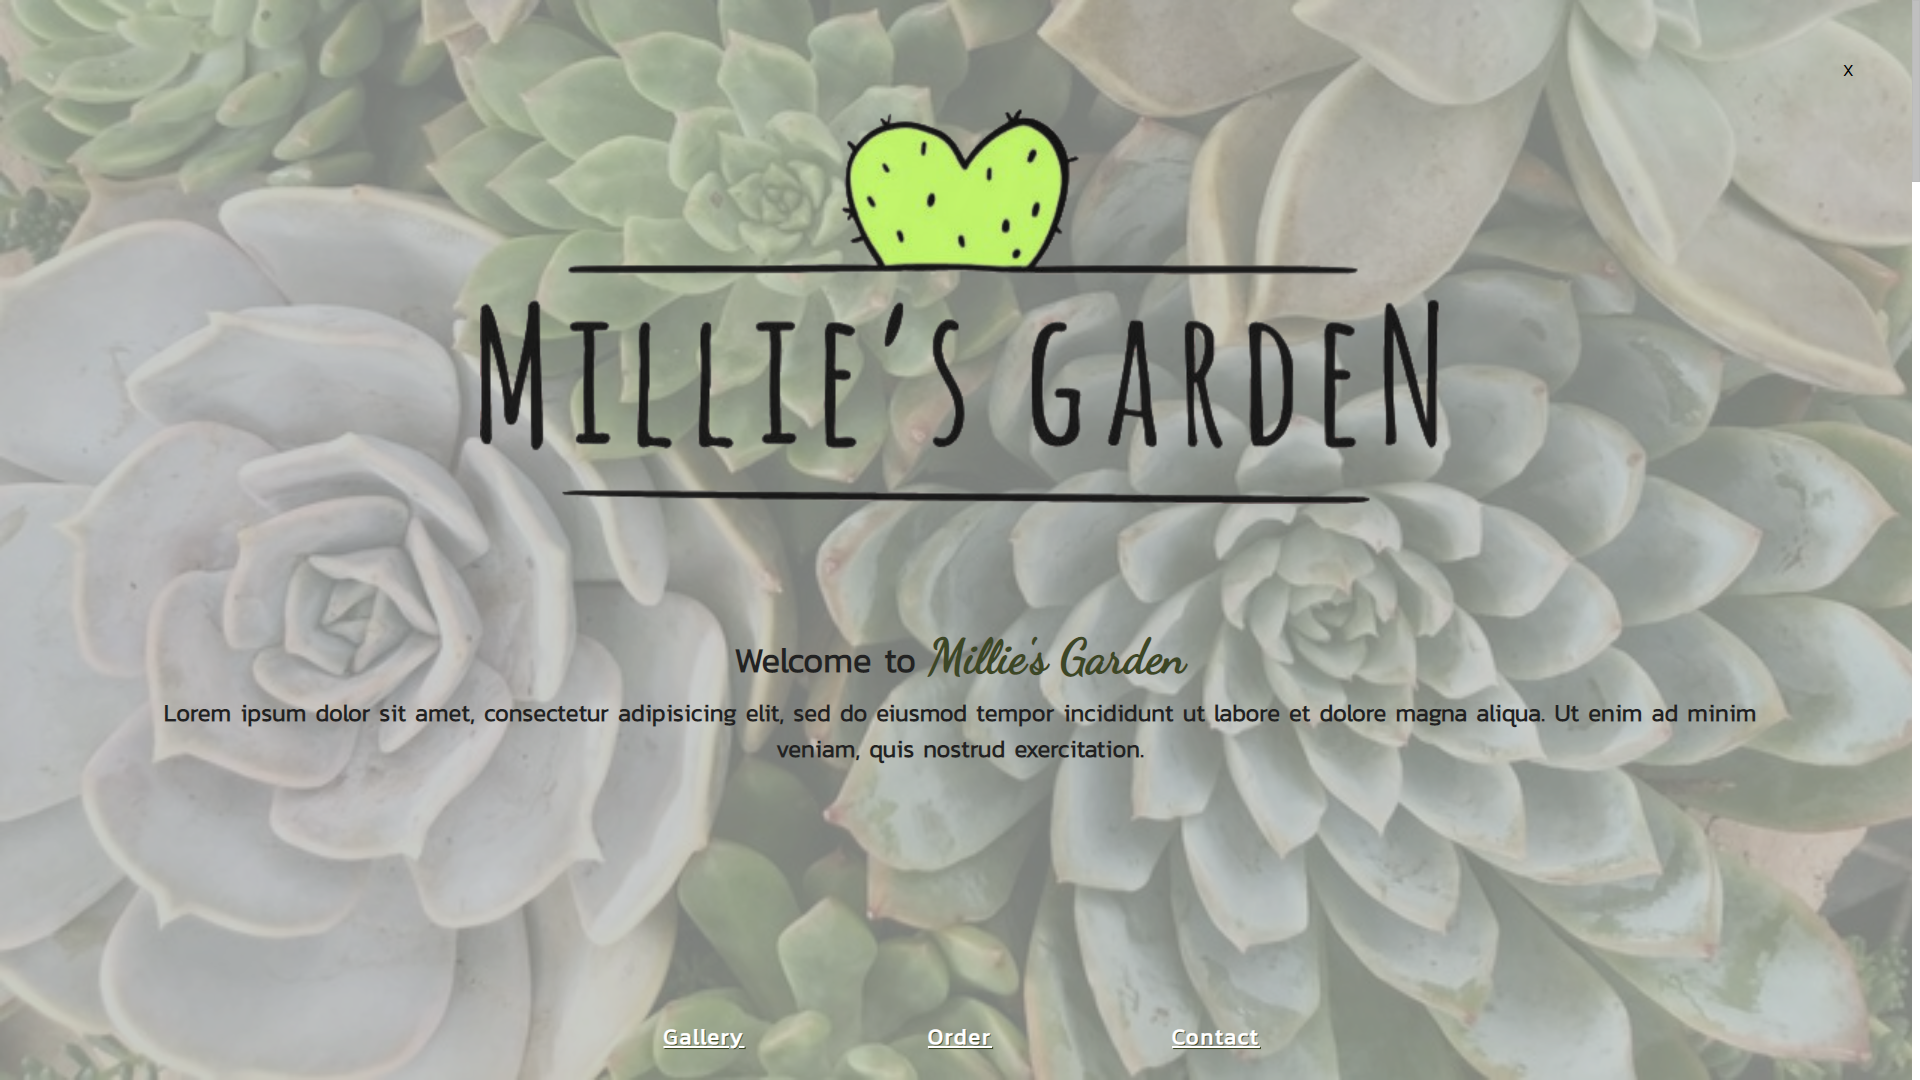 X
MILLIE'S GARDEN
Welcome to Millie's Garden
Lorem ipsum dolor sit amet, consectetur adipisicing elit, sed do eiusmod tempor incididunt ut labore et dolore magna aliqua. Ut enim ad minim
veniam, quis nostrud exercitation.
Gallery Order Contact